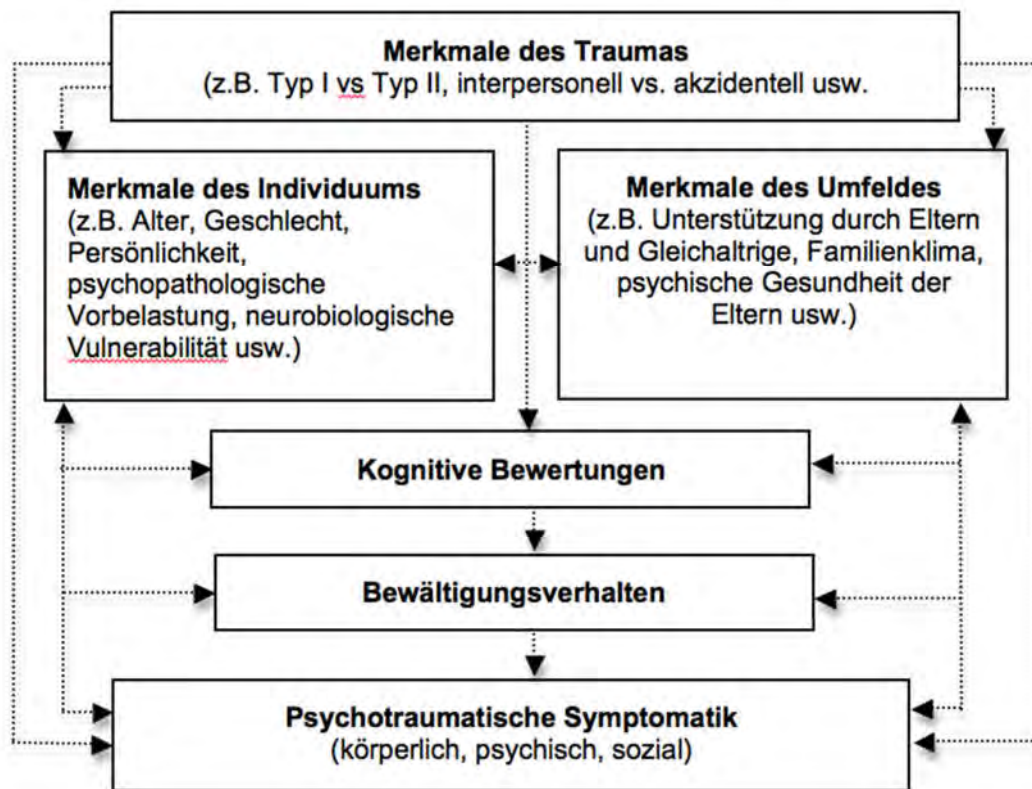 Merkmale des Traumas
(z.B. Typ I vs Typ II, interpersonell vs. akzidentell usw.
Merkmale des Individuums
(z.B. Alter, Geschlecht,
Persönlichkeit,
psychopathologische
Vorbelastung, neurobiologische
Vulnerabilität usw.)
Merkmale des Umfeldes
(z.B. Unterstützung durch Eltern
und Gleichaltrige, Familienklima,
psychische Gesundheit der
Eltern usw.)
Kognitive Bewertungen
Bewältigungsverhalten
Psychotraumatische Symptomatik
(körperlich, psychisch, sozial)